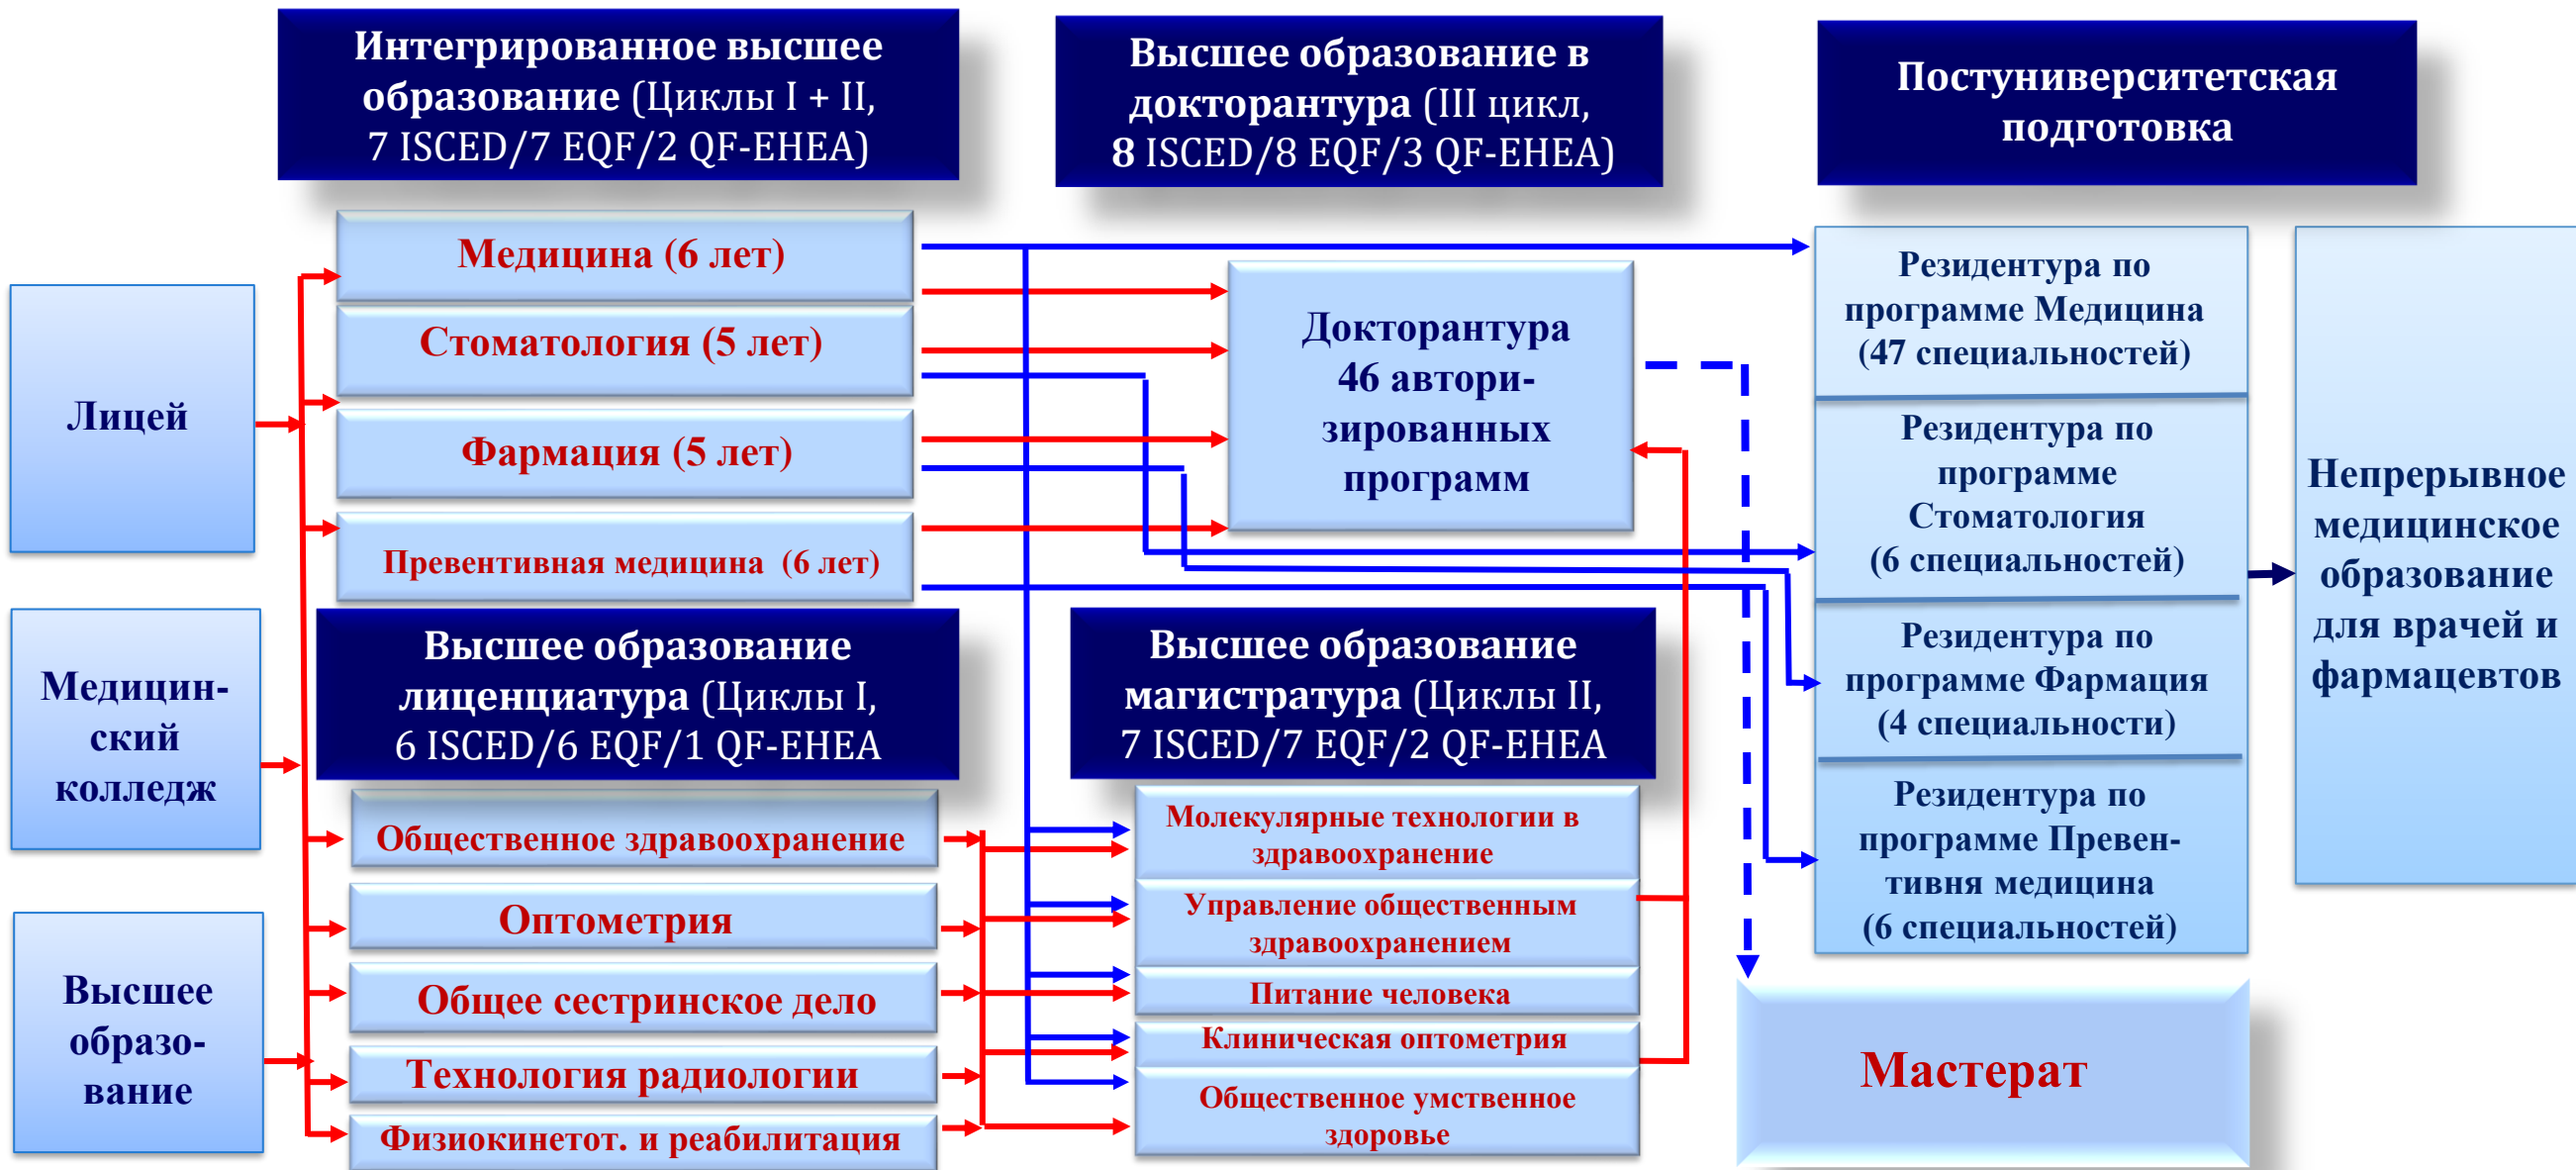 Интегрированное высшее
образование (Циклы I + II,
7 ISCED/7 EQF/2 QF-EHEA)
Высшее образование в
докторантура (III цикл,
8 ISCED/8 EQF/3 QF-EHEA)
Постуниверситетская
подготовка
Лицей
Медицин-
ский
колледж
Высшее
образо-
вание
Медицина (6 лет)
Стоматология (5 лет)
Фармация (5 лет)
Превентивная медицина (6 лет)
Докторантура
46 автори-
зированных
программ
Резидентура по
программе Медицина
(47 специальностей)
Резидентура по
программе
Стоматология
(6 специальностей)
Резидентура по
программе Фармация
(4 специальности)
Резидентура по
программе Превен-
тивня медицина
(6 специальностей)
Непрерывное
медицинское
образование
для врачей и
фармацевтов
Высшее образование
лиценциатура (Циклы I,
6 ISCED/6 EQF/1 QF-EHEA
Высшее образование
магистратура (Циклы II,
7 ISCED/7 EQF/2 QF-EHEA
Общественное здравоохранение
Оптометрия
Общее сестринское дело
Технология радиологии
Физиокинетот. и реабилитация
Молекулярные технологии в
здравоохранение
Управление общественным
здравоохранением
Питание человека
Клиническая оптометрия
Общественное умственное
здоровье
Мастерат